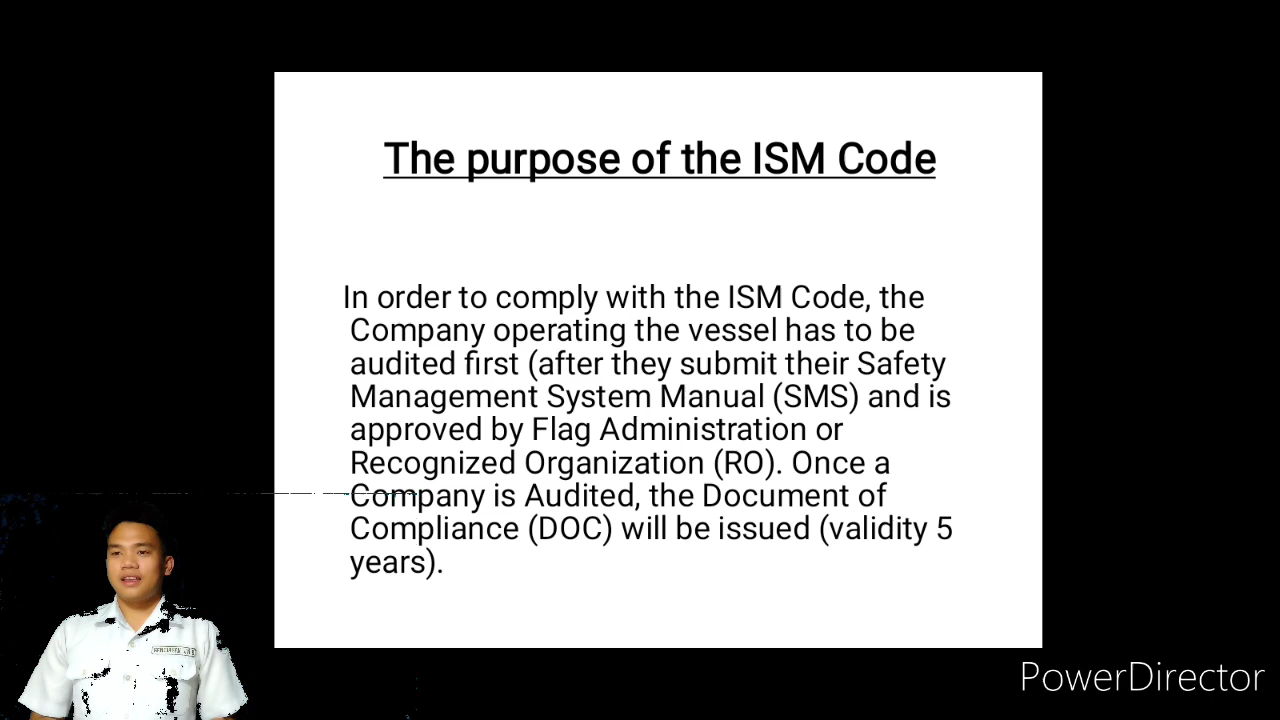 The purpose of the ISM Code
In order to comply with the ISM Code, the
Company operating the vessel has to be
audited first (after they submit their Safety
Management System Manual (SMS) and is
approved by Flag Administration or
Recognized Organization (RO). Once a
Company is Audited, the Document of
Compliance (DOC) will be issued (validity 5
years).
PowerDirector